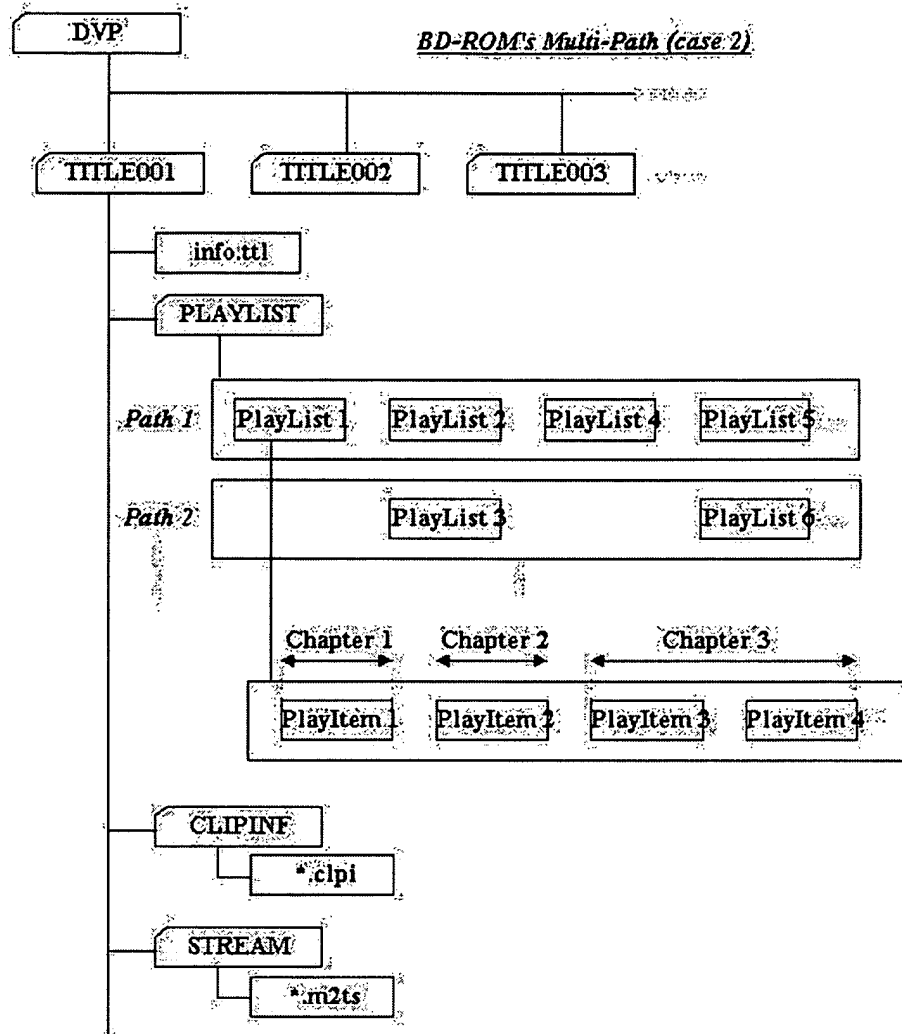 DVP
BD-ROM's Multi-Path (case 2)
TITLE001 TITLE002 TITLE003
info.ttl
PLAYLIST
Path 1 PlayList 1 PlayList 2 PlayList 4 PlayList 5
Path 2 PlayList 3 PlayList 6
Chapter 1 Chapter 2 Chapter 3
PlayItem 1 PlayItem 2 PlayItem 3 PlayItem 4
CLIPINF
*.clpi
STREAM
*.m2ts